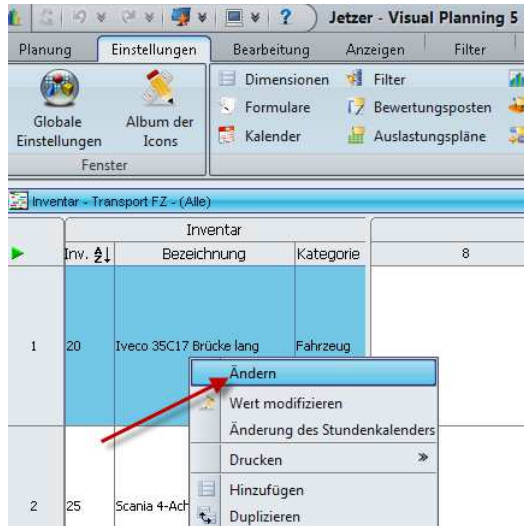 Jetzer - Visual Planning 5
Planung Einstellungen Bearbeitung Anzeigen Filter
Globale Einstellungen
Album der Icons
Fenster
Dimensionen
Formulare
Kalender
Filter
Bewertungsposten
Auslastungspläne
Inventar - Transport FZ - (Alle)
Inventar
Inv. Bezeichnung Kategorie 8
1 20 Iveco 35C17 Brücke lang Fahrzeug
Ändern
Wert modifizieren
Änderung des Stundenkalenders
Drucken »
Hinzufügen
2 25 Scania 4-Ach
Duplizieren